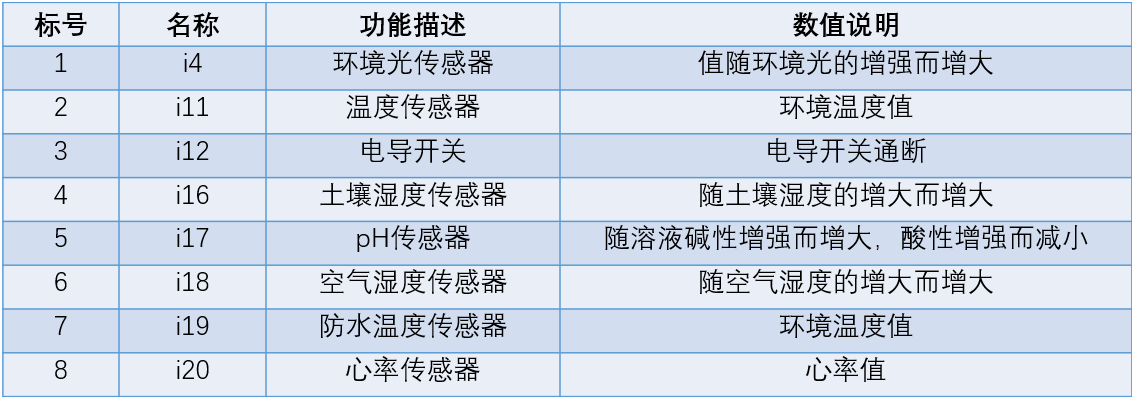 标号 名称 功能描述 数值说明
1 i4 环境光传感器 值随环境光的增强而增大
2 i11 温度传感器 环境温度值
3 i12 电导开关 电导开关通断
4 i16 土壤湿度传感器 随土壤湿度的增大而增大
5 i17 pH传感器 随溶液碱性增强而增大，酸性增强而减小
6 i18 空气湿度传感器 随空气湿度的增大而增大
7 i19 防水温度传感器 环境温度值
8 i20 心率传感器 心率值